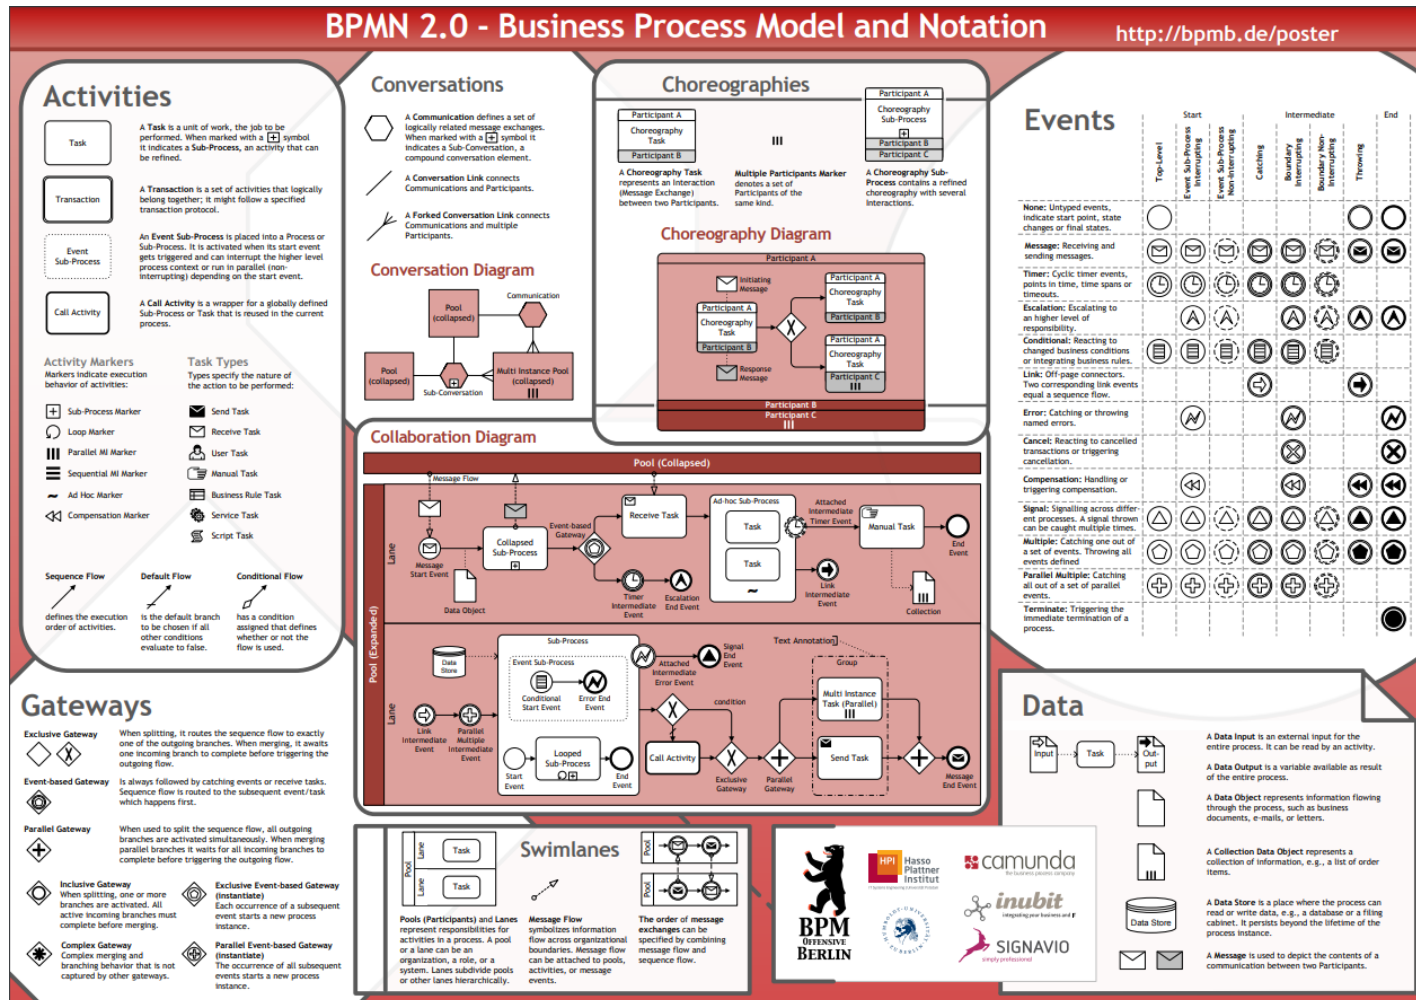 BPMN 2.0 - Business Process Model and Notation
http://bpmb.de/poster
Activities
Task
A Task is a unit of work, the job to be
performed. When marked with a + symbol
it indicates a Sub-Process, an activity that can
be refined.
Transaction
A Transaction is a set of activities that logically
belong together; it might follow a specified
transaction protocol.
Event
Sub-Process
An Event Sub-Process is placed into a Process or
Sub-Process. It is activated when its start event
gets triggered and can interrupt the higher level
process context or run in parallel (non-
interrupting) depending on the start event.
Call Activity
A Call Activity is a wrapper for a globally defined
Sub-Process or Task that is reused in the current
process.
Activity Markers
Markers indicate execution
behavior of activities:
Sub-Process Marker
Loop Marker
Parallel MI Marker
Sequential MI Marker
Ad Hoc Marker
Compensation Marker
Task Types
Types specify the nature of
the action to be performed:
Send Task
Receive Task
User Task
Manual Task
Business Rule Task
Service Task
Script Task
Sequence Flow
defines the execution
order of activities.
Default Flow
is the default branch
to be chosen if all
other conditions
evaluate to false.
Conditional Flow
has a condition
assigned that defines
whether or not the
flow is used.
Gateways
Exclusive Gateway
When splitting, it routes the sequence flow to exactly
one of the outgoing branches. When merging, it awaits
one incoming branch to complete before triggering the
outgoing flow.
Event-based Gateway
Is always followed by catching events or receive tasks.
Sequence flow is routed to the subsequent event/task
which happens first.
Parallel Gateway
When used to split the sequence flow, all outgoing
branches are activated simultaneously. When merging
parallel branches it waits for all incoming branches to
complete before triggering the outgoing flow.
Inclusive Gateway
When splitting, one or more
branches are activated. All
active incoming branches must
complete before merging.
Exclusive Event-based Gateway
(instantiate)
Each occurrence of a subsequent
event starts a new process
instance.
Complex Gateway
Complex merging and
branching behavior that is not
captured by other gateways.
Parallel Event-based Gateway
(instantiate)
The occurrence of all subsequent
events starts a new process
instance.
Conversations
A Communication defines a set of
logically related message exchanges.
When marked with a + symbol it
indicates a Sub-Conversation, a
compound conversation element.
A Conversation Link connects
Communications and Participants.
A Forked Conversation Link connects
Communications and multiple
Participants.
Conversation Diagram
Pool
(collapsed)
Communication
Pool
(collapsed)
Sub-Conversation
Multi Instance Pool
(collapsed)
Choreographies
Participant A
Choreography
Task
Participant B
A Choreography Task
represents an Interaction
(Message Exchange)
between two Participants.
Multiple Participants Marker
denotes a set of
Participants of the
same kind.
Participant A
Choreography
Sub-Process
Participant B
Participant C
A Choreography Sub-
Process contains a refined
choreography with several
Interactions.
Choreography Diagram
Participant A
Initiating
Message
Participant A
Choreography
Task
Participant B
Response
Message
Participant A
Choreography
Task
Participant B
Participant A
Choreography
Task
Participant C
Participant B
Participant C
Collaboration Diagram
Pool (Collapsed)
Message Flow
Pool (Expanded)
Lane
Message
Start Event
Collapsed
Sub-Process
Data Object
Event-based
Gateway
Receive Task
Timer
Intermediate
Event
Escalation
End Event
Ad-hoc Sub-Process
Task
Task
Attached
Intermediate
Timer Event
Manual Task
End
Event
Link
Intermediate
Event
Collection
Lane
Data
Store
Link
Intermediate
Event
Parallel
Multiple
Intermediate
Event
Sub-Process
Event Sub-Process
Conditional
Start Event
Error End
Event
Start
Event
Looped
Sub-Process
End
Event
Attached
Intermediate
Error Event
Signal
End
Event
condition
Call Activity
Exclusive
Gateway
Parallel
Gateway
Text Annotation
Group
Multi Instance
Task (Parallel)
Send Task
Message
End Event
Swimlanes
Pool
Lane
Task
Lane
Task
Pool
Pool
Pools (Participants) and Lanes
represent responsibilities for
activities in a process. A pool
or a lane can be an
organization, a role, or a
system. Lanes subdivide pools
or other lanes hierarchically.
Message Flow
symbolizes information
flow across organizational
boundaries. Message flow
can be attached to pools,
activities, or message
events.
The order of message
exchanges can be
specified by combining
message flow and
sequence flow.
BPM
OFFENSIVE
BERLIN
HPI
Hasso
Plattner
Institut
camunda
the business process company
inubit
SIGNAVIO
simply professional
Events
Start
Intermediate
End
Top-Level
Event Sub-Process
Interrupting
Event Sub-Process
Non-Interrupting
Catching
Boundary
Interrupting
Boundary Non-
Interrupting
Throwing
None: Untyped events,
indicate start point, state
changes or final states.
Message: Receiving and
sending messages.
Timer: Cyclic timer events,
points in time, time spans or
timeouts.
Escalation: Escalating to
an higher level of
responsibility.
Conditional: Reacting to
changed business conditions
or integrating business rules.
Link: Off-page connectors.
Two corresponding link events
equal a sequence flow.
Error: Catching or throwing
named errors.
Cancel: Reacting to cancelled
transactions or triggering
cancellation.
Compensation: Handling or
triggering compensation.
Signal: Signalling across differ-
ent processes. A signal thrown
can be caught multiple times.
Multiple: Catching one out of
a set of events. Throwing all
events defined
Parallel Multiple: Catching
all out of a set of parallel
events.
Terminate: Triggering the
immediate termination of a
process.
Data
Input
Task
Out-
put
A Data Input is an external input for the
entire process. It can be read by an activity.
A Data Output is a variable available as result
of the entire process.
A Data Object represents information flowing
through the process, such as business
documents, e-mails, or letters.
A Collection Data Object represents a
collection of information, e.g., a list of order
items.
Data Store
A Data Store is a place where the process can
read or write data, e.g., a database or a filing
cabinet. It persists beyond the lifetime of the
process instance.
A Message is used to depict the contents of a
communication between two Participants.